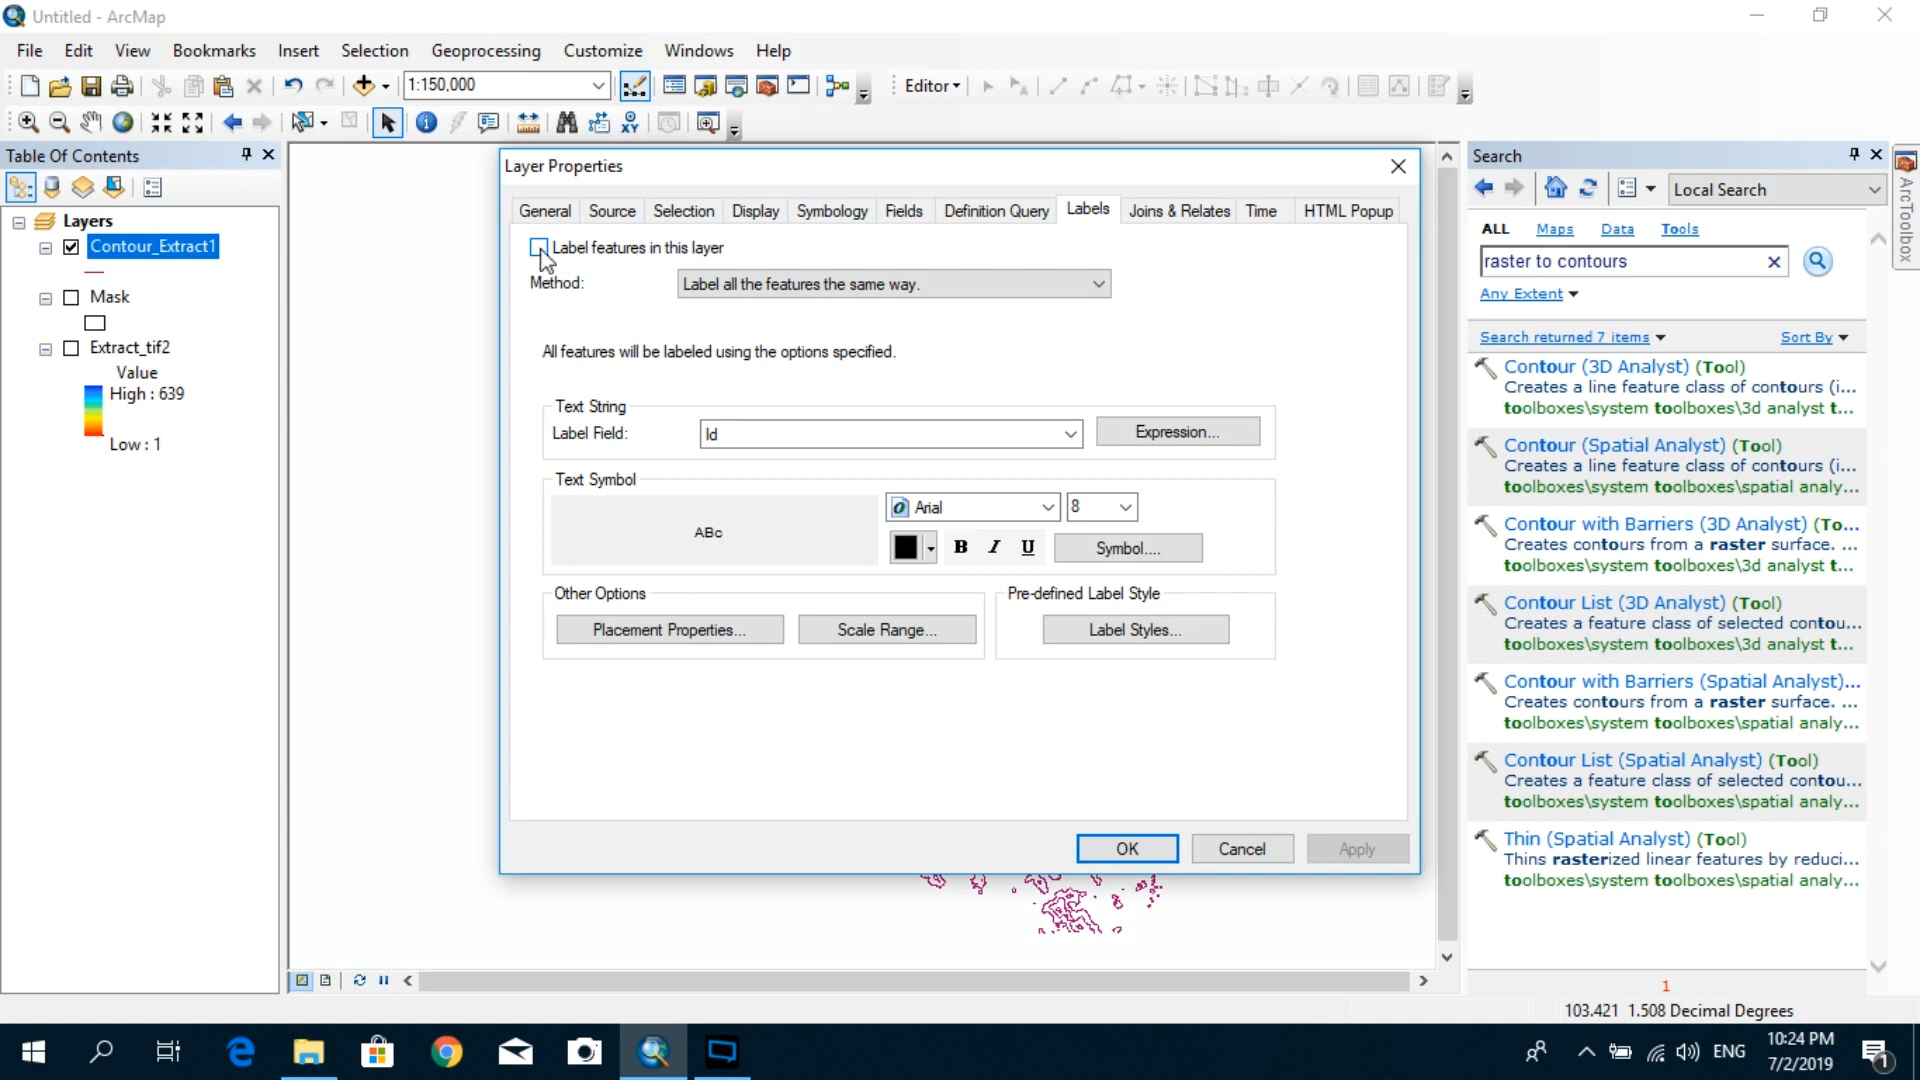 Untitled - ArcMap
File Edit View Bookmarks Insert Selection Geoprocessing Customize Windows Help
1:150,000 Editor
Table Of Contents
Layers
Contour_Extract1
Mask
Extract_tif2
Value
High : 639
Low : 1
Layer Properties
General Source Selection Display Symbology Fields Definition Query Labels Joins & Relates Time HTML Popup
Label features in this layer
Method: Label all the features the same way.
All features will be labeled using the options specified.
Text String
Label Field: Id Expression...
Text Symbol
ABc
Arial 8
B I U Symbol....
Other Options
Placement Properties... Scale Range...
Pre-defined Label Style
Label Styles...
OK Cancel Apply
Search
Local Search
ALL Maps Data Tools
raster to contours
Any Extent
Search returned 7 items Sort By
Contour (3D Analyst) (Tool)
Creates a line feature class of contours (i...
toolboxes\system toolboxes\3d analyst t...
Contour (Spatial Analyst) (Tool)
Creates a line feature class of contours (i...
toolboxes\system toolboxes\spatial analy...
Contour with Barriers (3D Analyst) (To...
Creates contours from a raster surface. ...
toolboxes\system toolboxes\3d analyst t...
Contour List (3D Analyst) (Tool)
Creates a feature class of selected contou...
toolboxes\system toolboxes\3d analyst t...
Contour with Barriers (Spatial Analyst)...
Creates contours from a raster surface. ...
toolboxes\system toolboxes\spatial analy...
Contour List (Spatial Analyst) (Tool)
Creates a feature class of selected contou...
toolboxes\system toolboxes\spatial analy...
Thin (Spatial Analyst) (Tool)
Thins rasterized linear features by reduci...
toolboxes\system toolboxes\spatial analy...
1
ArcToolbox
103.421 1.508 Decimal Degrees
ENG
10:24 PM
7/2/2019
1